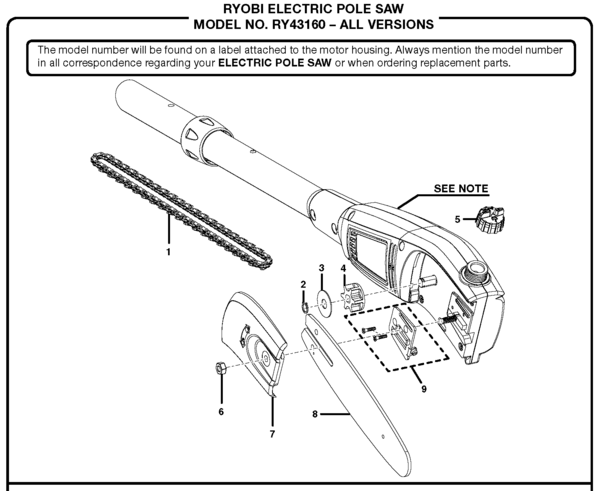 RYOBI ELECTRIC POLE SAW
MODEL NO. RY43160 – ALL VERSIONS
The model number will be found on a label attached to the motor housing. Always mention the model number
in all correspondence regarding your ELECTRIC POLE SAW or when ordering replacement parts.
SEE NOTE
5
1
3
4
2
9
6
8
7